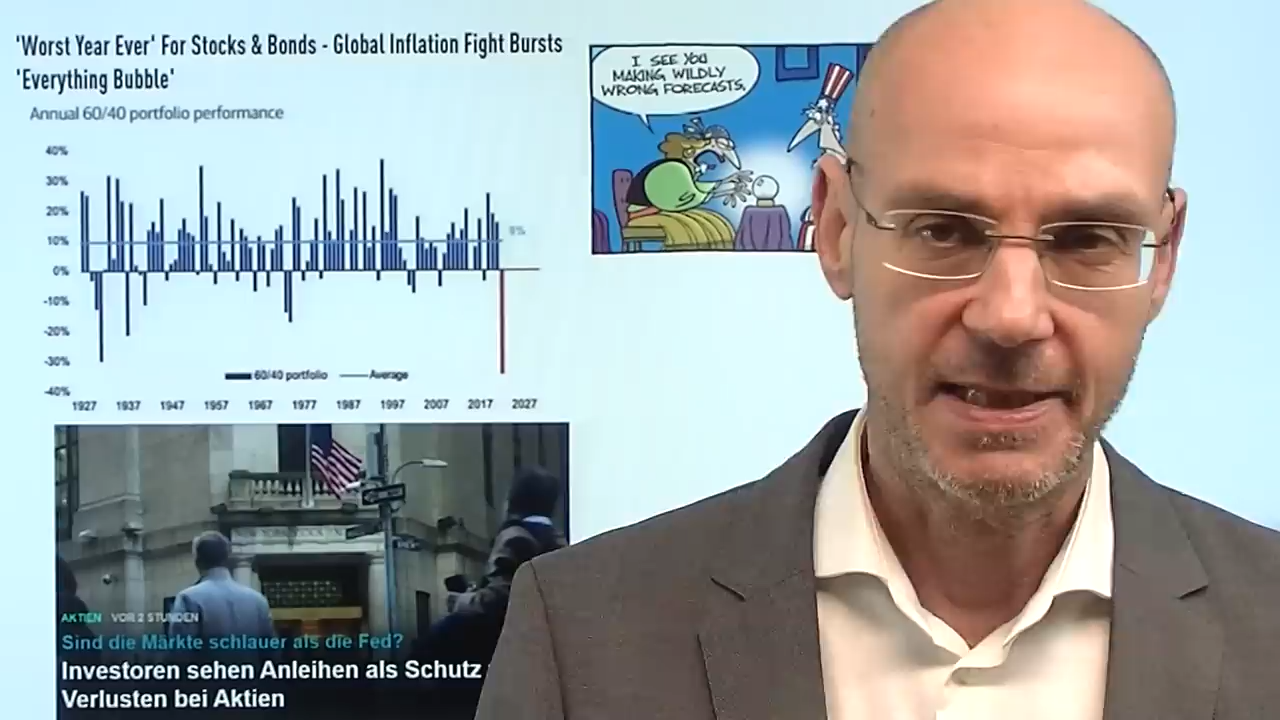 'Worst Year Ever' For Stocks & Bonds - Global Inflation Fight Bursts
'Everything Bubble'
Annual 60/40 portfolio performance
40%
30%
20%
10%
0%
-10%
-20%
-30%
-40%
60/40 portfolio
Average
1927 1937 1947 1957 1967 1977 1987 1997 2007 2017 2027
I SEE YOU
MAKING WILDLY
WRONG FORECASTS.
AKTIEN VOR 2 STUNDEN
Sind die Märkte schlauer als die Fed?
Investoren sehen Anleihen als Schutz
Verlusten bei Aktien